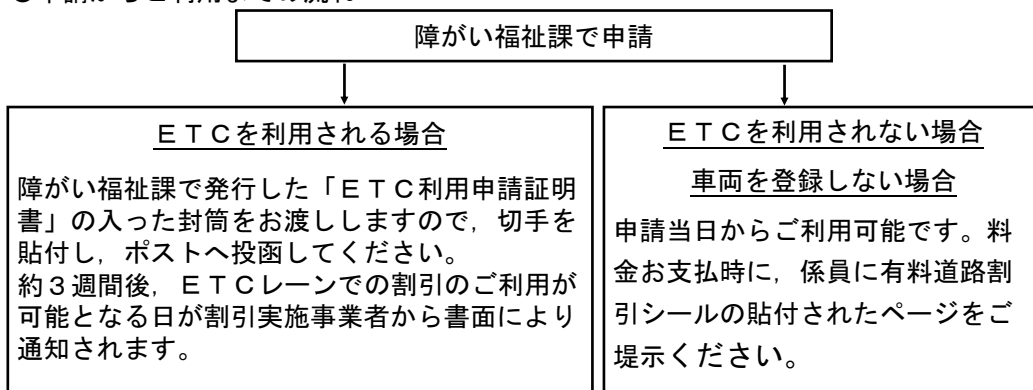 障がい福祉課で申請
ＥＴＣを利用される場合
障がい福祉課で発行した「ＥＴＣ利用申請証明
書」の入った封筒をお渡ししますので，切手を
貼付し，ポストへ投函してください。
約３週間後，ＥＴＣレーンでの割引のご利用が
可能となる日が割引実施事業者から書面により
通知されます。
ＥＴＣを利用されない場合
車両を登録しない場合
申請当日からご利用可能です。料
金お支払時に，係員に有料道路割
引シールの貼付されたページをご
堤示ください。